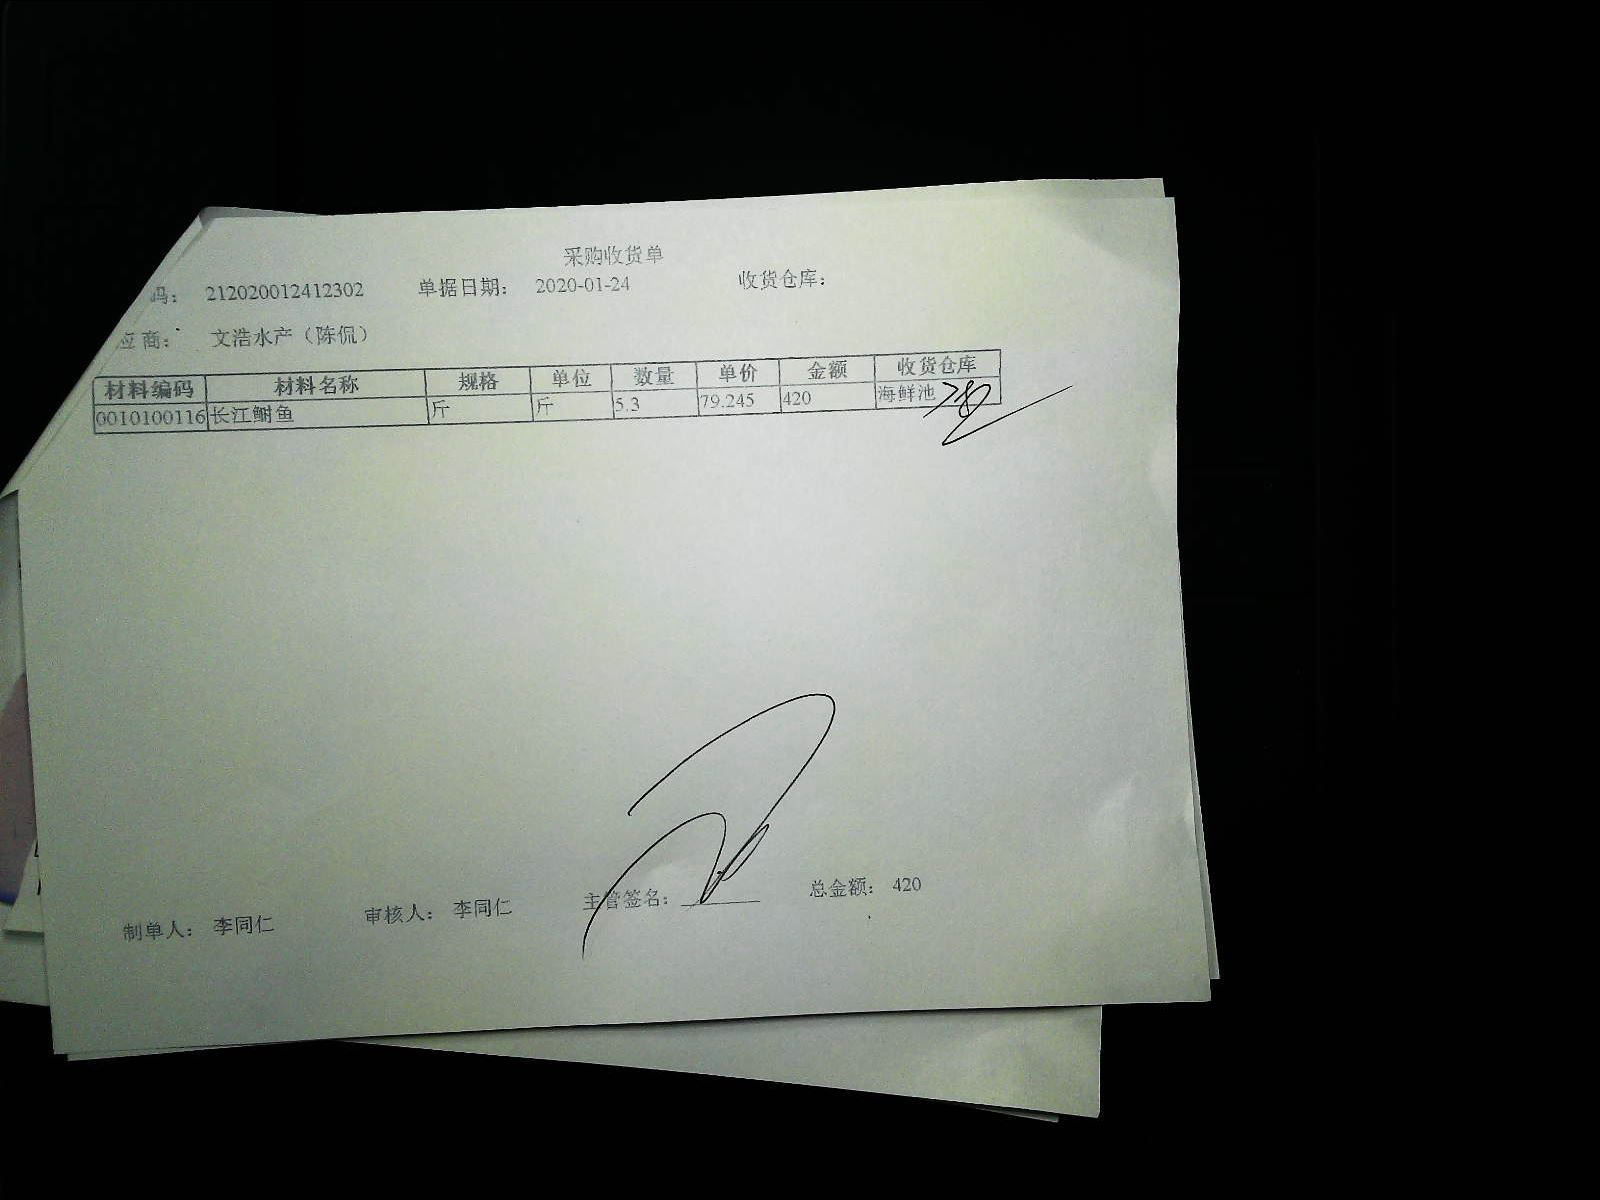 采购收货单
码： 212020012412302 单据日期： 2020-01-24 收货仓库：
应商： 文浩水产（陈侃）
材料编码 材料名称 规格 单位 数量 单价 金额 收货仓库
0010100116 长江鲥鱼 斤 斤 5.3 79.245 420 海鲜池
制单人： 李同仁 审核人： 李同仁 主管签名： 总金额： 420